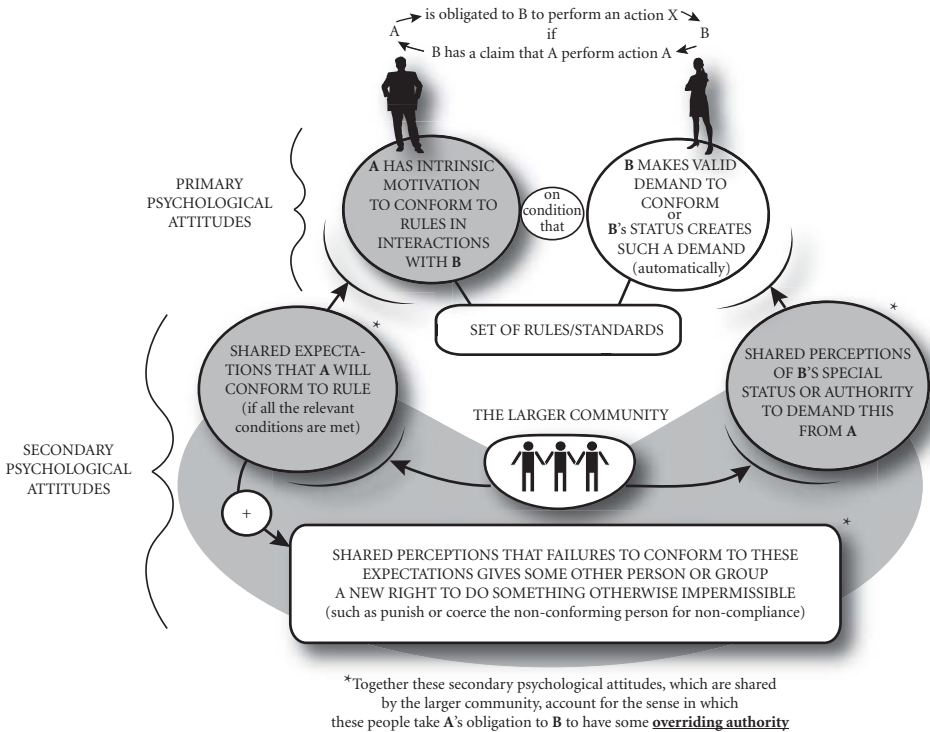 is obligated to B to perform an action X
A
if
B
B has a claim that A perform action A
PRIMARY
PSYCHOLOGICAL
ATTITUDES
A HAS INTRINSIC
MOTIVATION
TO CONFORM TO
RULES IN
INTERACTIONS
WITH B
on
condition
that
B MAKES VALID
DEMAND TO
CONFORM
or
B's STATUS CREATES
SUCH A DEMAND
(automatically)
SET OF RULES/STANDARDS
SECONDARY
PSYCHOLOGICAL
ATTITUDES
*
SHARED EXPECTA-
TIONS THAT A WILL
CONFORM TO RULE
(if all the relevant
conditions are met)
THE LARGER COMMUNITY
*
SHARED PERCEPTIONS
OF B'S SPECIAL
STATUS OR AUTHORITY
TO DEMAND THIS
FROM A
+
*
SHARED PERCEPTIONS THAT FAILURES TO CONFORM TO THESE
EXPECTATIONS GIVES SOME OTHER PERSON OR GROUP
A NEW RIGHT TO DO SOMETHING OTHERWISE IMPERMISSIBLE
(such as punish or coerce the non-conforming person for non-compliance)
*Together these secondary psychological attitudes, which are shared
by the larger community, account for the sense in which
these people take A's obligation to B to have some overriding authority